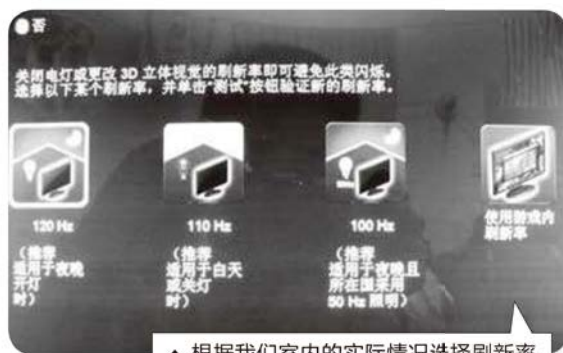 否
关闭电灯或更改 3D 立体视觉的刷新率即可避免此类闪烁。
选择以下某个刷新率，并单击“测试”按钮验证新的刷新率。
120 Hz
（推荐
适用于夜晚
开灯
时）
110 Hz
（推荐
适用于白天
或关灯
时）
100 Hz
（推荐
适用于夜晚且
所在国采用
50 Hz 照明）
使用游戏内
刷新率
根据我们室内的实际情况选择刷新率